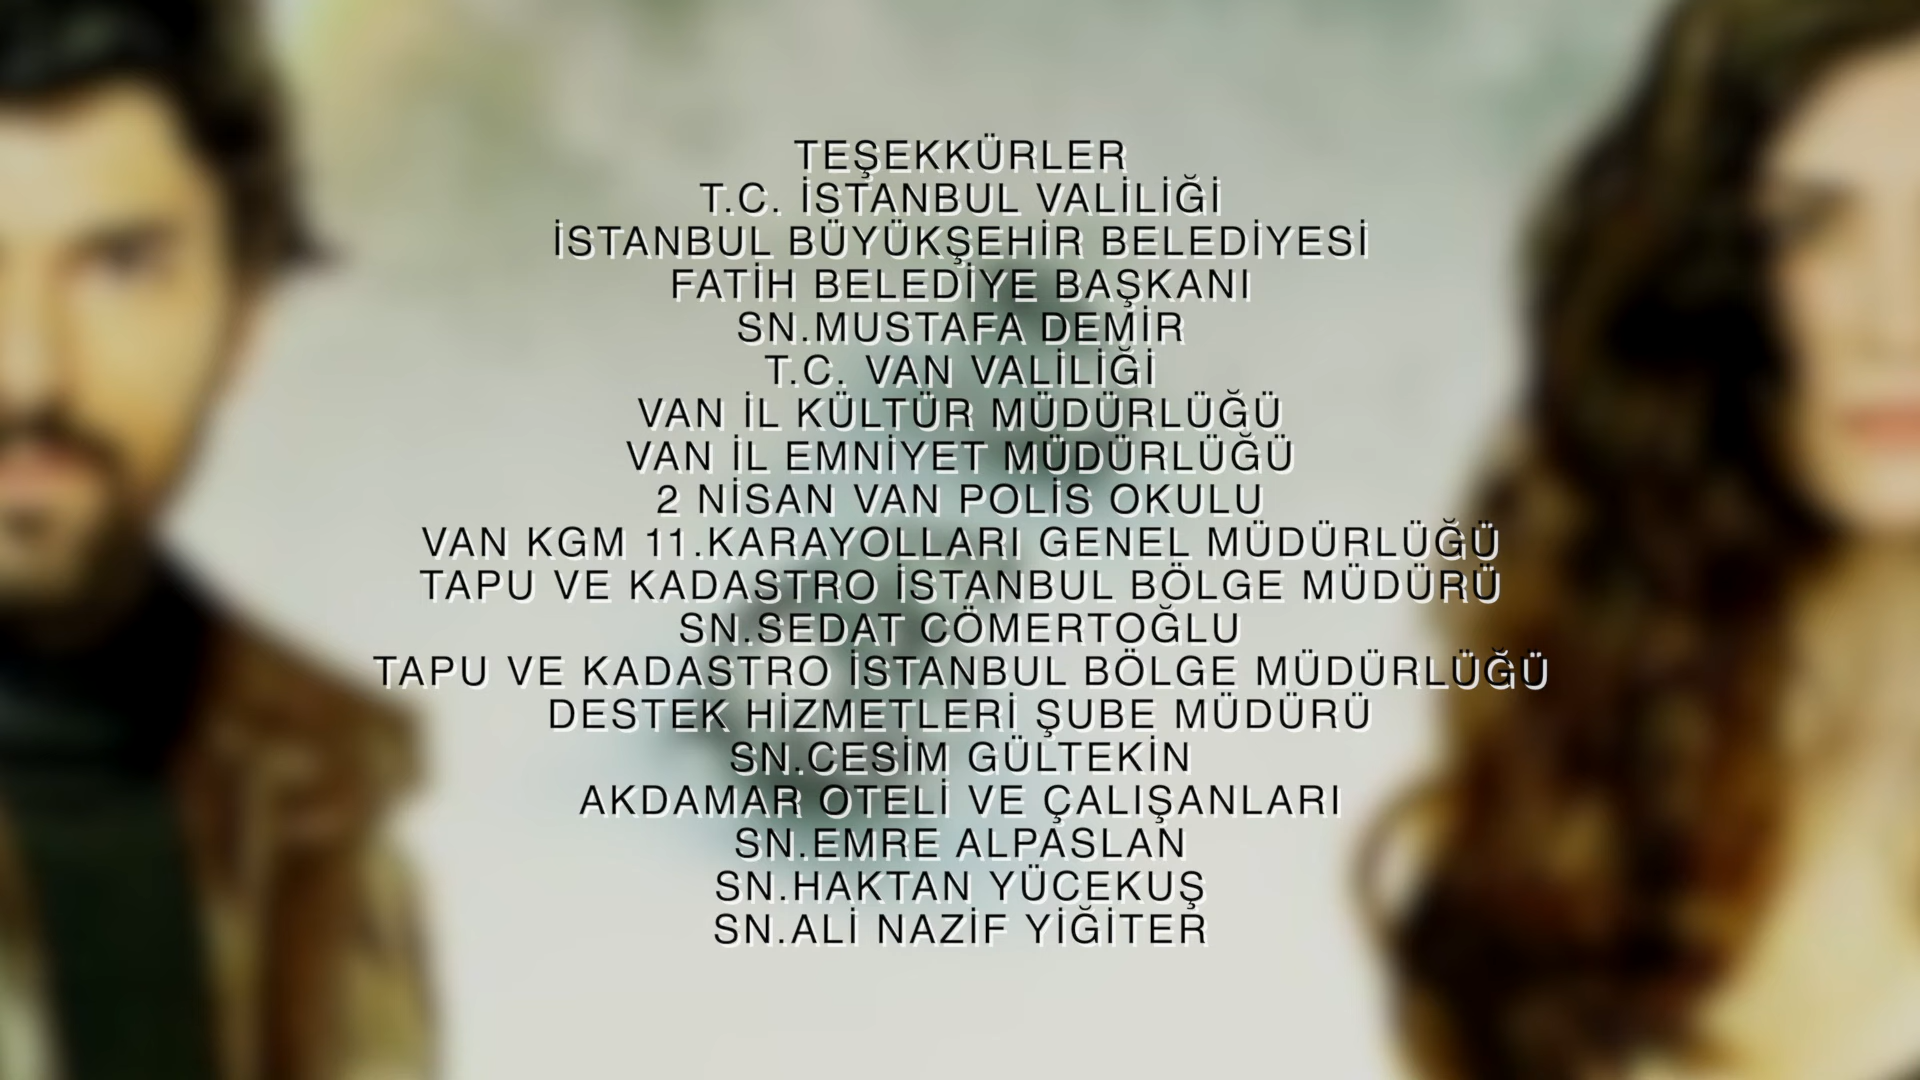 TEŞEKKÜRLER
T.C. İSTANBUL VALİLİĞİ
İSTANBUL BÜYÜKŞEHİR BELEDİYESİ
FATİH BELEDİYE BAŞKANI
SN.MUSTAFA DEMİR
T.C. VAN VALİLİĞİ
VAN İL KÜLTÜR MÜDÜRLÜĞÜ
VAN İL EMNİYET MÜDÜRLÜĞÜ
2 NİSAN VAN POLİS OKULU
VAN KGM 11.KARAYOLLARI GENEL MÜDÜRLÜĞÜ
TAPU VE KADASTRO İSTANBUL BÖLGE MÜDÜRÜ
SN.SEDAT CÖMERTOĞLU
TAPU VE KADASTRO İSTANBUL BÖLGE MÜDÜRLÜĞÜ
DESTEK HİZMETLERİ ŞUBE MÜDÜRÜ
SN.CESİM GÜLTEKİN
AKDAMAR OTELİ VE ÇALIŞANLARI
SN.EMRE ALPASLAN
SN.HAKTAN YÜCEKUŞ
SN.ALİ NAZİF YİĞİTER